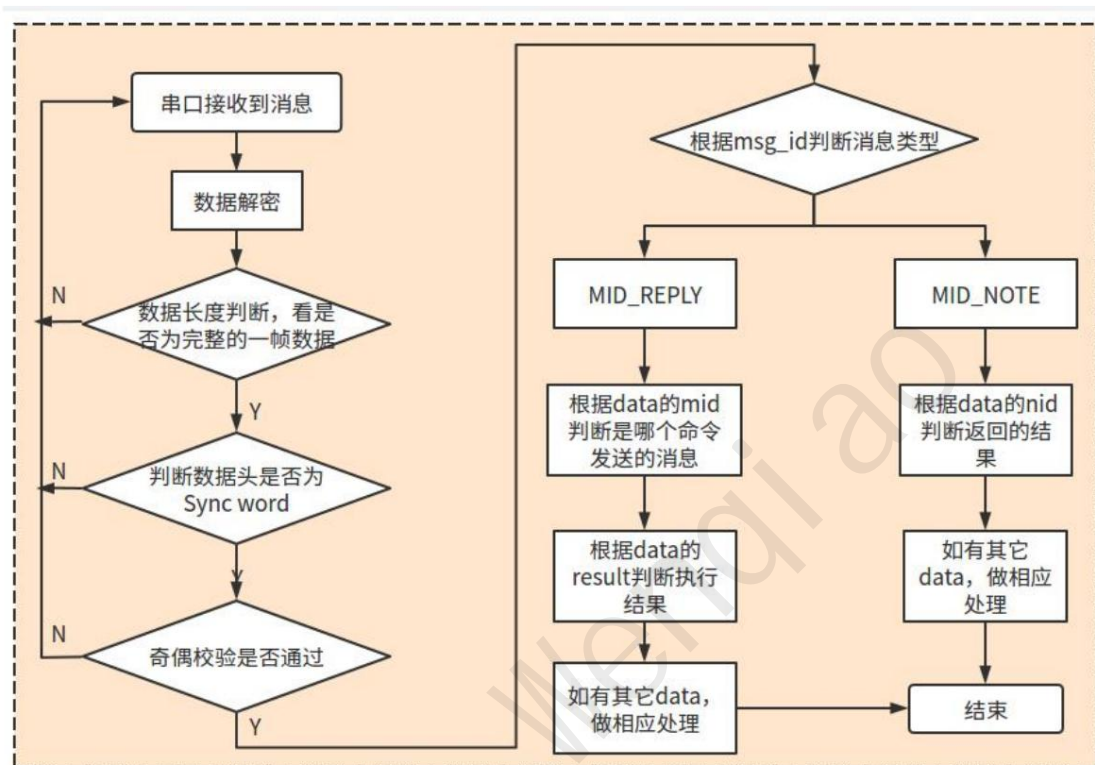 串口接收到消息
数据解密
数据长度判断，看是
否为完整的一帧数据
N
Y
判断数据头是否为
Sync word
N
Y
奇偶校验是否通过
N
Y
根据msg_id判断消息类型
MID_REPLY
根据data的mid
判断是哪个命令
发送的消息
根据data的
result判断执行
结果
如有其它data，
做相应处理
MID_NOTE
根据data的nid
判断返回的结
果
如有其它
data，做相应
处理
结束
Wenqi ao